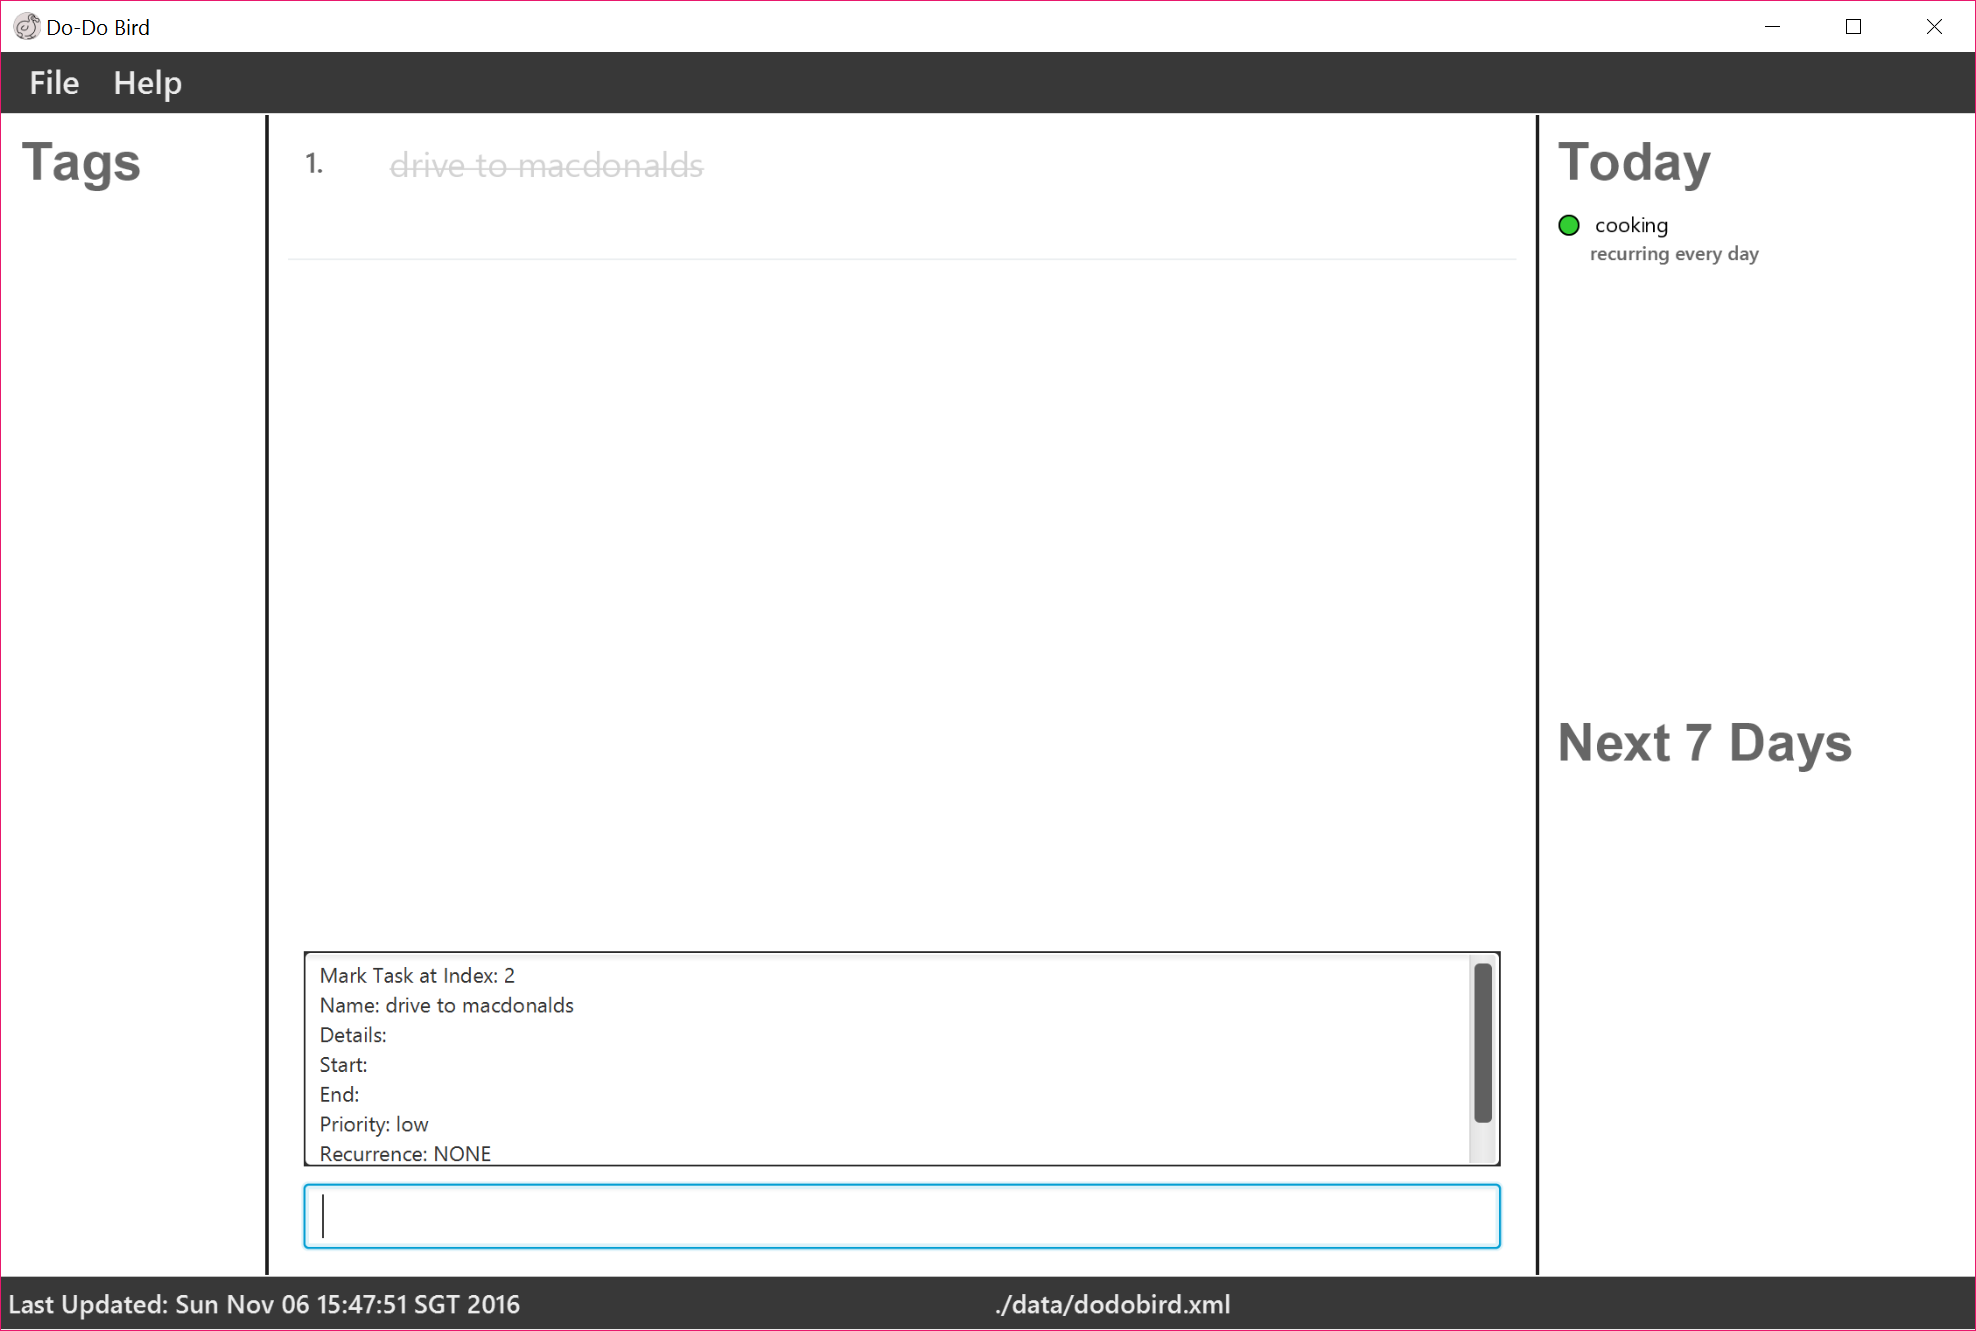 Do-Do Bird
File Help
Tags
1. drive to macdonalds
Today
cooking
recurring every day
Next 7 Days
Mark Task at Index: 2
Name: drive to macdonalds
Details:
Start:
End:
Priority: low
Recurrence: NONE
Last Updated: Sun Nov 06 15:47:51 SGT 2016
./data/dodobird.xml